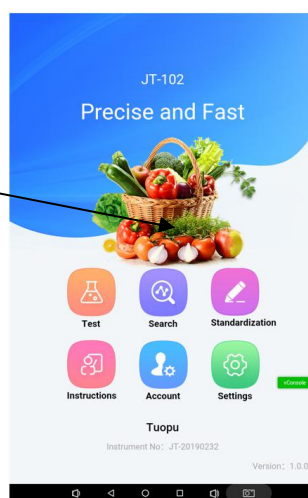 JT-102
Precise and Fast
Test Search Standardization
Instructions Account Settings
vConsole
Tuopu
Instrument No: JT-20190232
Version: 1.0.0